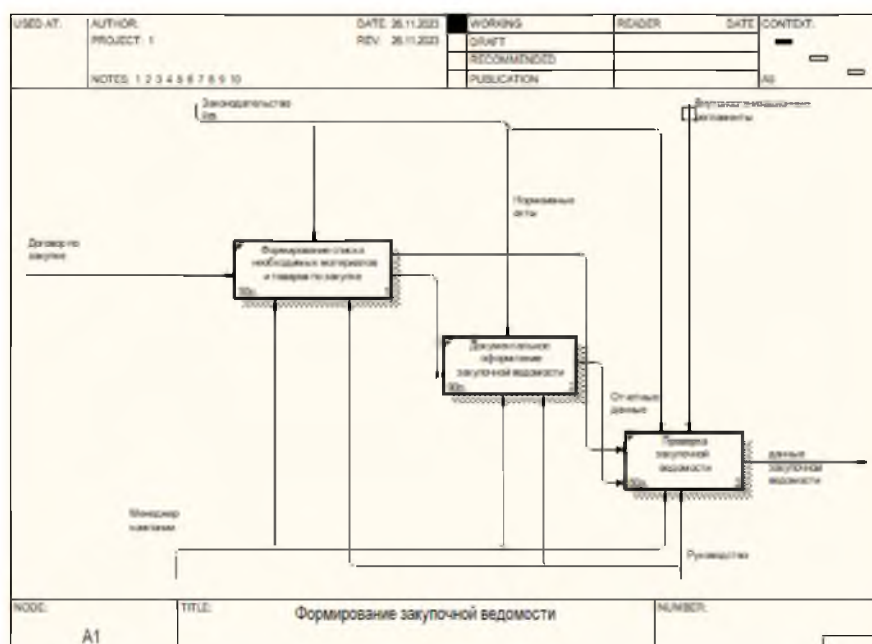 USED AT:
AUTHOR:
DATE: 26.11.2023
PROJECT: 1
REV: 26.11.2023
NOTES: 1 2 3 4 5 6 7 8 9 10
WORKING
DRAFT
RECOMMENDED
PUBLICATION
READER
DATE
CONTEXT:
A0
Законодательство
регламенты
Нормативные
акты
Договор по
закупке
Формирование списка
необходимых материалов
и товаров по закупке
Документальное
оформление
закупочной ведомости
Отчетные
данные
Проверка
закупочной
ведомости
данные
закупочной
ведомости
Менеджер
компании
Руководство
NODE:
A1
TITLE:
Формирование закупочной ведомости
NUMBER: